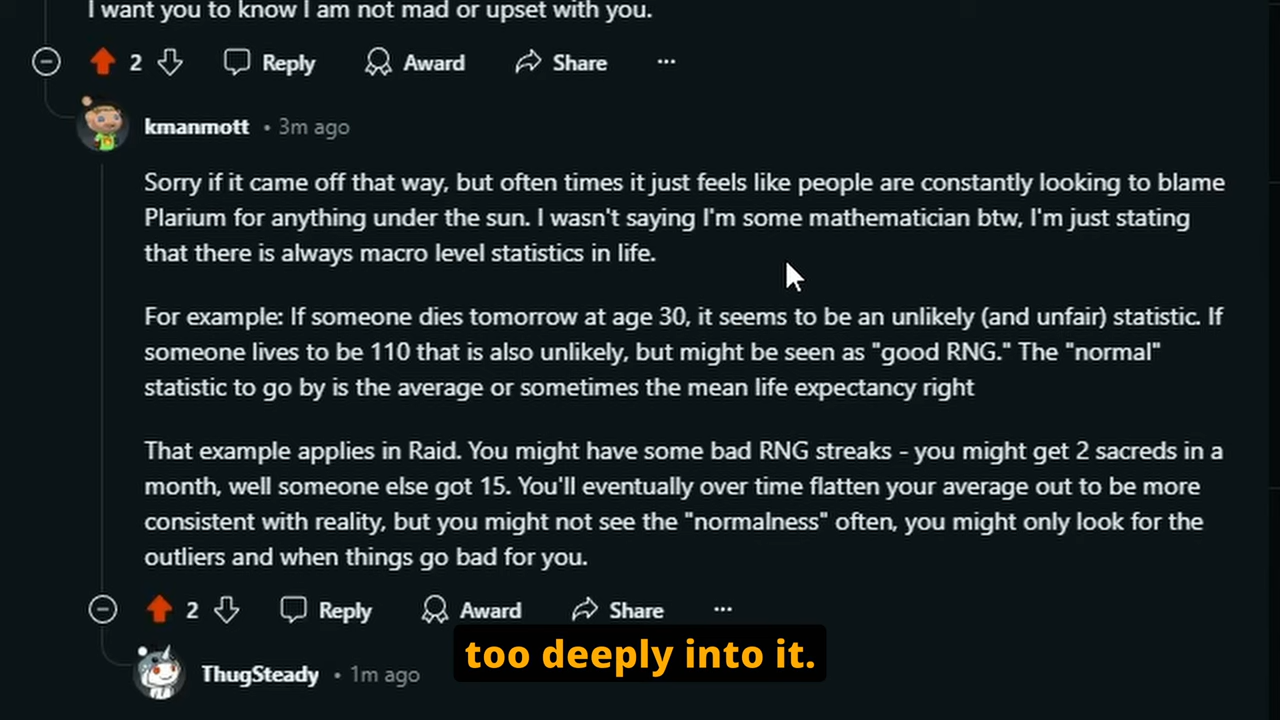 I want you to know I am not mad or upset with you.
2 Reply Award Share ...
kmanmott • 3m ago
Sorry if it came off that way, but often times it just feels like people are constantly looking to blame
Plarium for anything under the sun. I wasn't saying I'm some mathematician btw, I'm just stating
that there is always macro level statistics in life.
For example: If someone dies tomorrow at age 30, it seems to be an unlikely (and unfair) statistic. If
someone lives to be 110 that is also unlikely, but might be seen as "good RNG." The "normal"
statistic to go by is the average or sometimes the mean life expectancy right
That example applies in Raid. You might have some bad RNG streaks - you might get 2 sacreds in a
month, well someone else got 15. You'll eventually over time flatten your average out to be more
consistent with reality, but you might not see the "normalness" often, you might only look for the
outliers and when things go bad for you.
2 Reply Award Share ...
too deeply into it.
ThugSteady • 1m ago